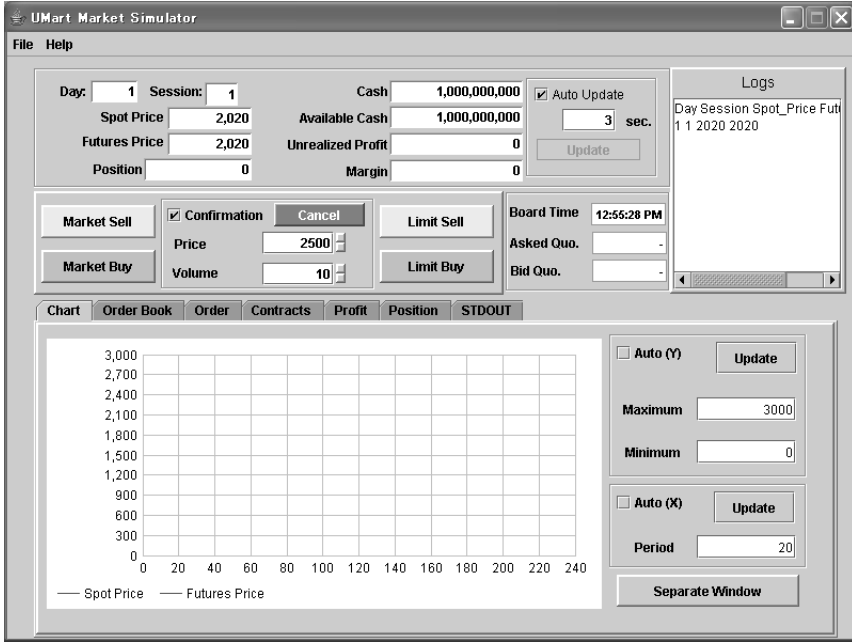 UMart Market Simulator
File Help
Day: 1 Session: 1
Spot Price 2,020
Futures Price 2,020
Position 0
Cash 1,000,000,000
Available Cash 1,000,000,000
Unrealized Profit 0
Margin 0
Auto Update
3 sec.
Update
Logs
Day Session Spot_Price Fut
1 1 2020 2020
Market Sell
Market Buy
Confirmation Cancel
Price 2500
Volume 10
Limit Sell
Limit Buy
Board Time 12:55:28 PM
Asked Quo. -
Bid Quo. -
Chart Order Book Order Contracts Profit Position STDOUT
3,000
2,700
2,400
2,100
1,800
1,500
1,200
900
600
300
0
0 20 40 60 80 100 120 140 160 180 200 220 240
Spot Price Futures Price
Auto (Y) Update
Maximum 3000
Minimum 0
Auto (X) Update
Period 20
Separate Window